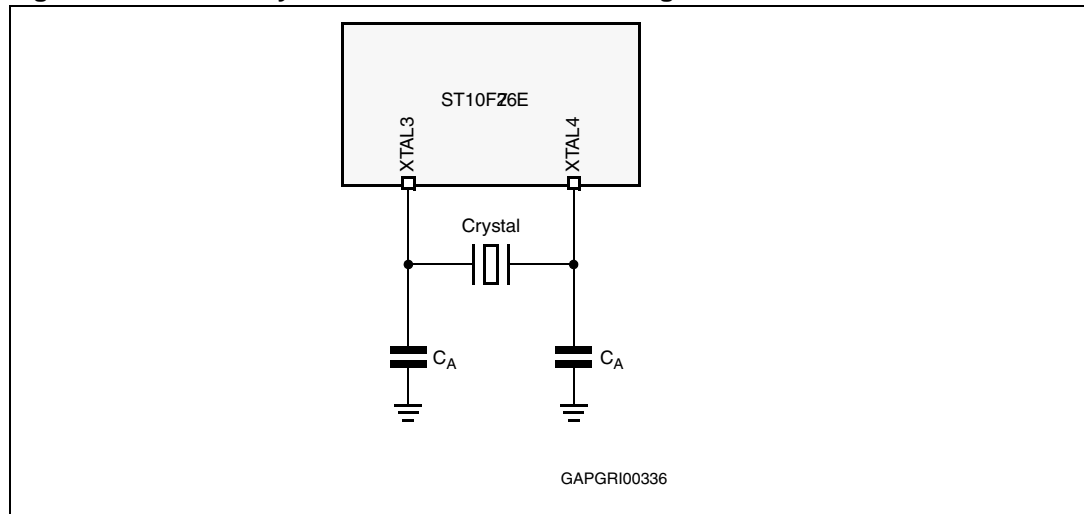 ST10F276E
XTAL3
XTAL4
Crystal
CA
CA
GAPGRI00336